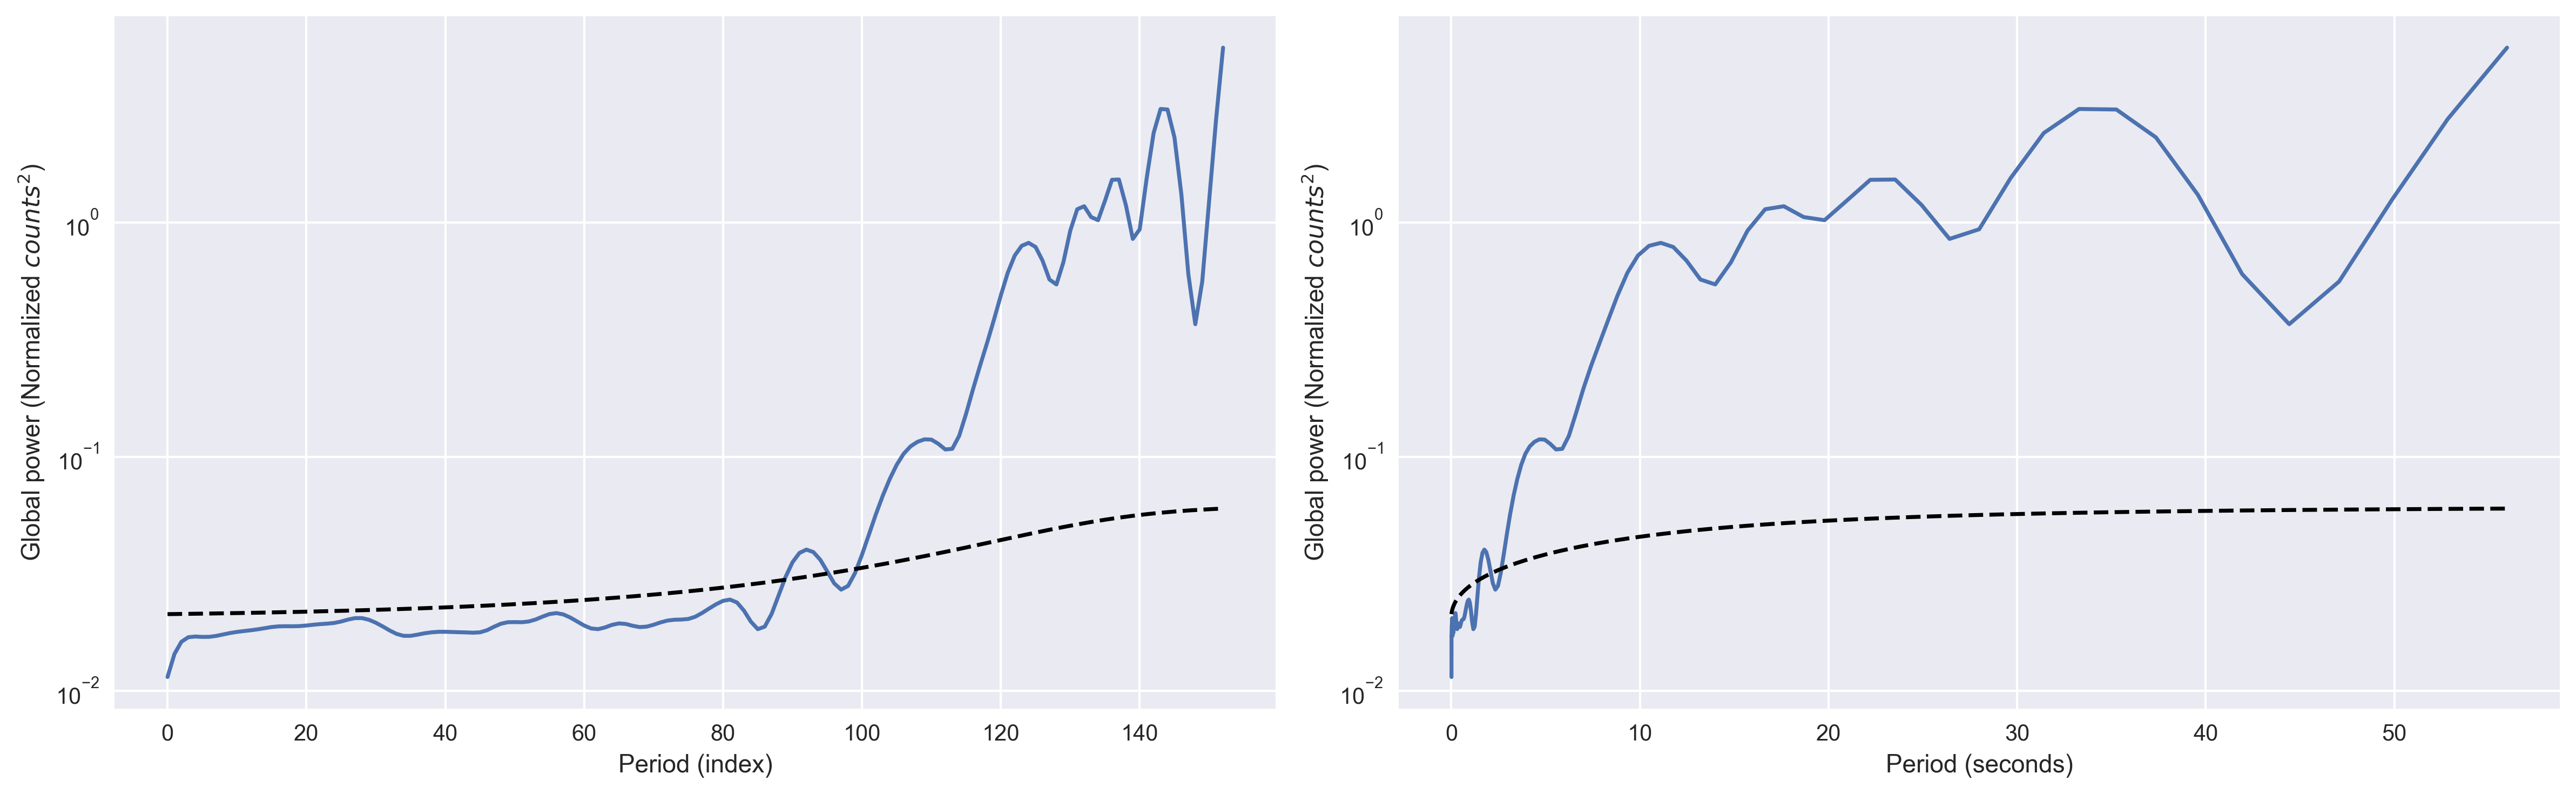 Global power (Normalized counts²)
10⁰
10⁻¹
10⁻²
0 20 40 60 80 100 120 140
Period (index)
Global power (Normalized counts²)
10⁰
10⁻¹
10⁻²
0 10 20 30 40 50
Period (seconds)